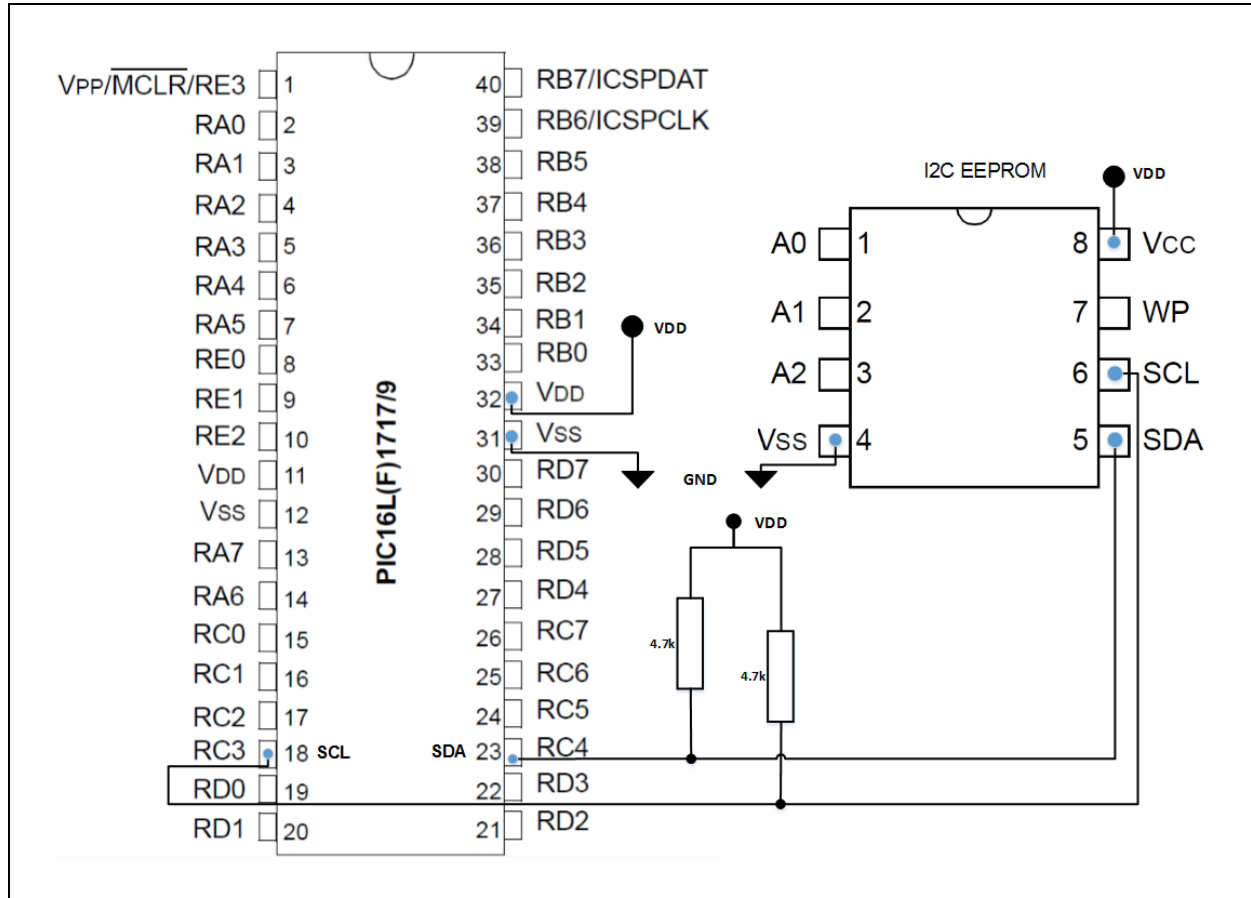 VPP/MCLR/RE3 1
RA0 2
RA1 3
RA2 4
RA3 5
RA4 6
RA5 7
RE0 8
RE1 9
RE2 10
VDD 11
VSS 12
RA7 13
RA6 14
RC0 15
RC1 16
RC2 17
RC3 18 SCL
RD0 19
RD1 20
PIC16L(F)1717/9
40 RB7/ICSPDAT
39 RB6/ICSPCLK
38 RB5
37 RB4
36 RB3
35 RB2
34 RB1
33 RB0
32 VDD
31 VSS
30 RD7
29 RD6
28 RD5
27 RD4
26 RC7
25 RC6
24 RC5
SDA 23 RC4
22 RD3
21 RD2
VDD
GND
VDD
4.7k
4.7k
I2C EEPROM
VDD
A0 1
A1 2
A2 3
VSS 4
8 VCC
7 WP
6 SCL
5 SDA